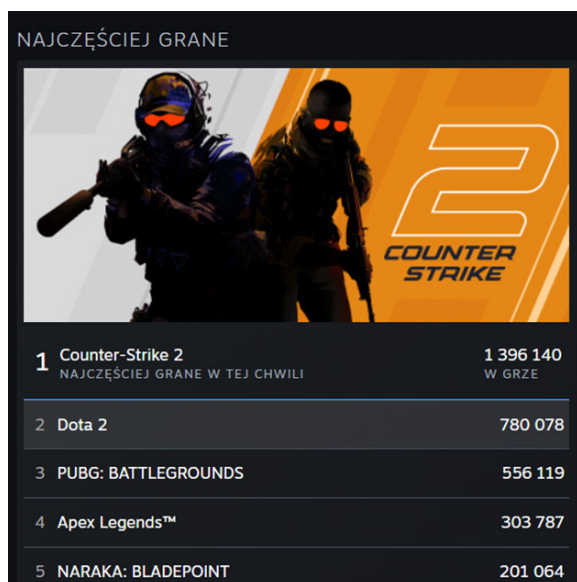 NAJCZĘŚCIEJ GRANE
2
COUNTER
STRIKE
1 Counter-Strike 2 1 396 140
NAJCZĘŚCIEJ GRANE W TEJ CHWILI W GRZE
2 Dota 2 780 078
3 PUBG: BATTLEGROUNDS 556 119
4 Apex Legends™ 303 787
5 NARAKA: BLADEPOINT 201 064